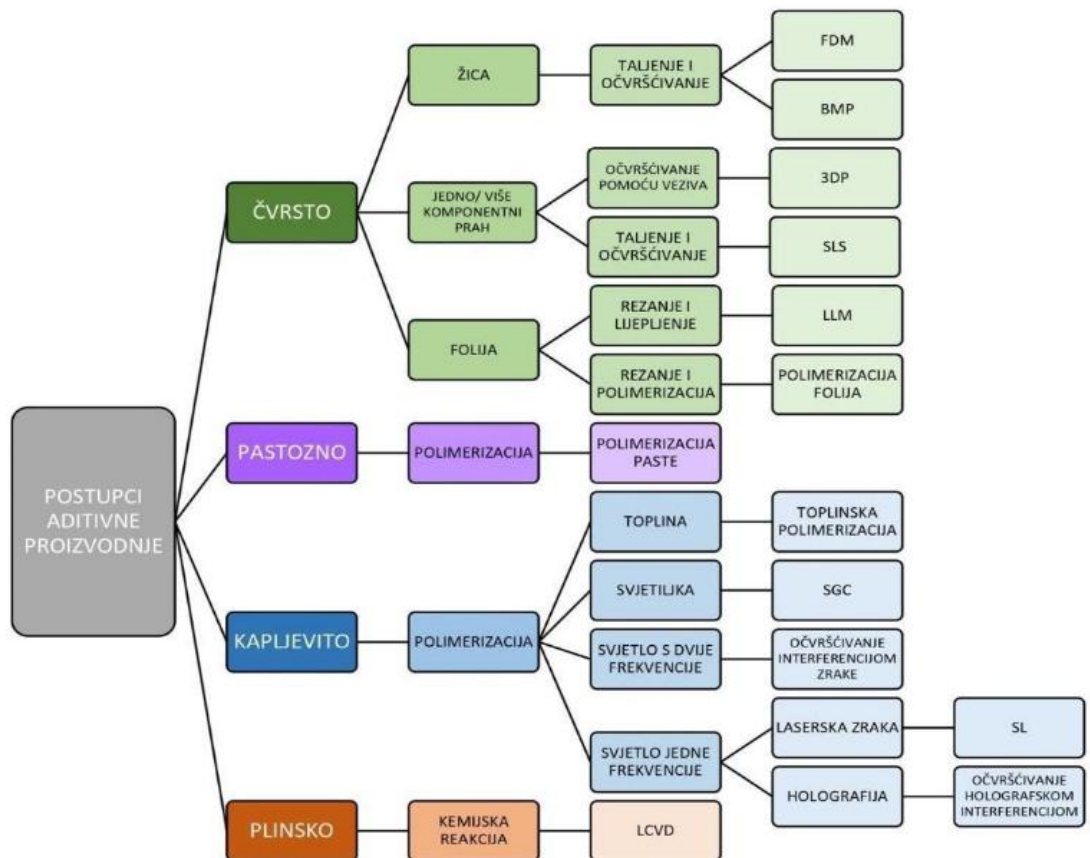 FDM
ŽICA
TALJENJE I
OČVRŠĆIVANJE
BMP
OČVRŠĆIVANJE
POMOĆU VEZIVA
3DP
ČVRSTO
JEDNO/ VIŠE
KOMPONENTNI
PRAH
TALJENJE I
OČVRŠĆIVANJE
SLS
REZANJE I
LIJEPLJENJE
LLM
FOLIJA
REZANJE I
POLIMERIZACIJA
POLIMERIZACIJA
FOLIJA
PASTOZNO
POLIMERIZACIJA
POLIMERIZACIJA
PASTE
POSTUPCI
ADITIVNE
PROIZVODNJE
TOPLINA
TOPLINSKA
POLIMERIZACIJA
SVJETILJKA
SGC
KAPLJEVITO
POLIMERIZACIJA
SVJETLO S DVIJE
FREKVENCIJE
OČVRŠĆIVANJE
INTERFERENCIJOM
ZRAKE
SVJETLO JEDNE
FREKVENCIJE
LASERSKA ZRAKA
SL
HOLOGRAFIJA
OČVRŠĆIVANJE
HOLOGRAFSKOM
INTERFERENCIJOM
PLINSKO
KEMIJSKA
REAKCIJA
LCVD